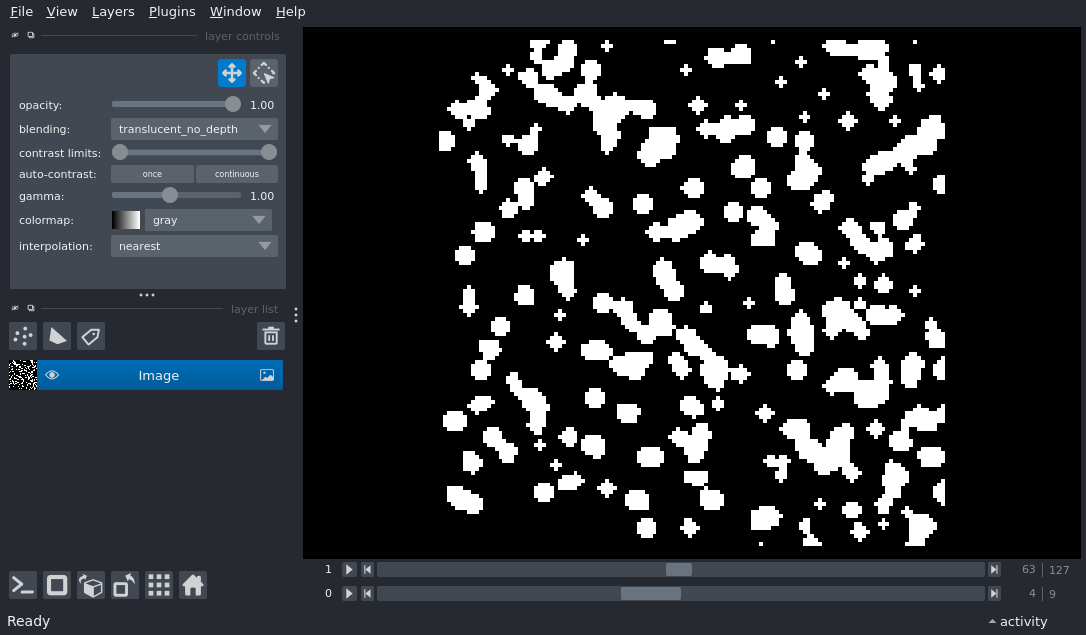 File View Layers Plugins Window Help
layer controls
opacity: 1.00
blending: translucent_no_depth
contrast limits:
auto-contrast: once continuous
gamma: 1.00
colormap: gray
interpolation: nearest
layer list
Image
1 63 127
0 4 9
Ready activity